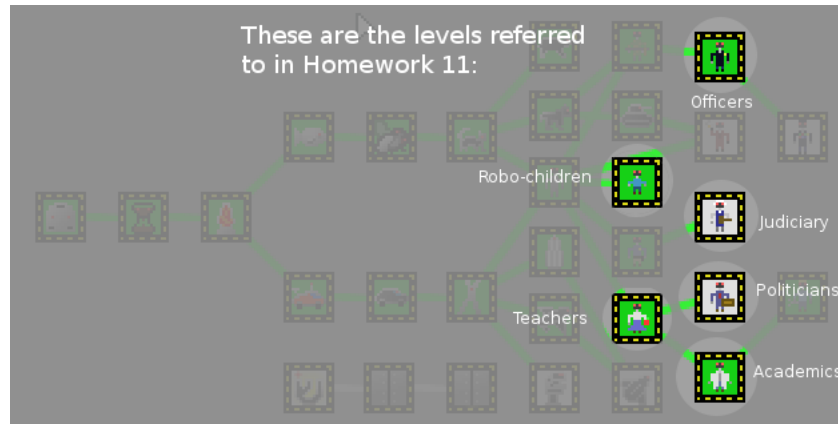 These are the levels referred
to in Homework 11:
Officers
Robo-children
Judiciary
Politicians
Teachers
Academics